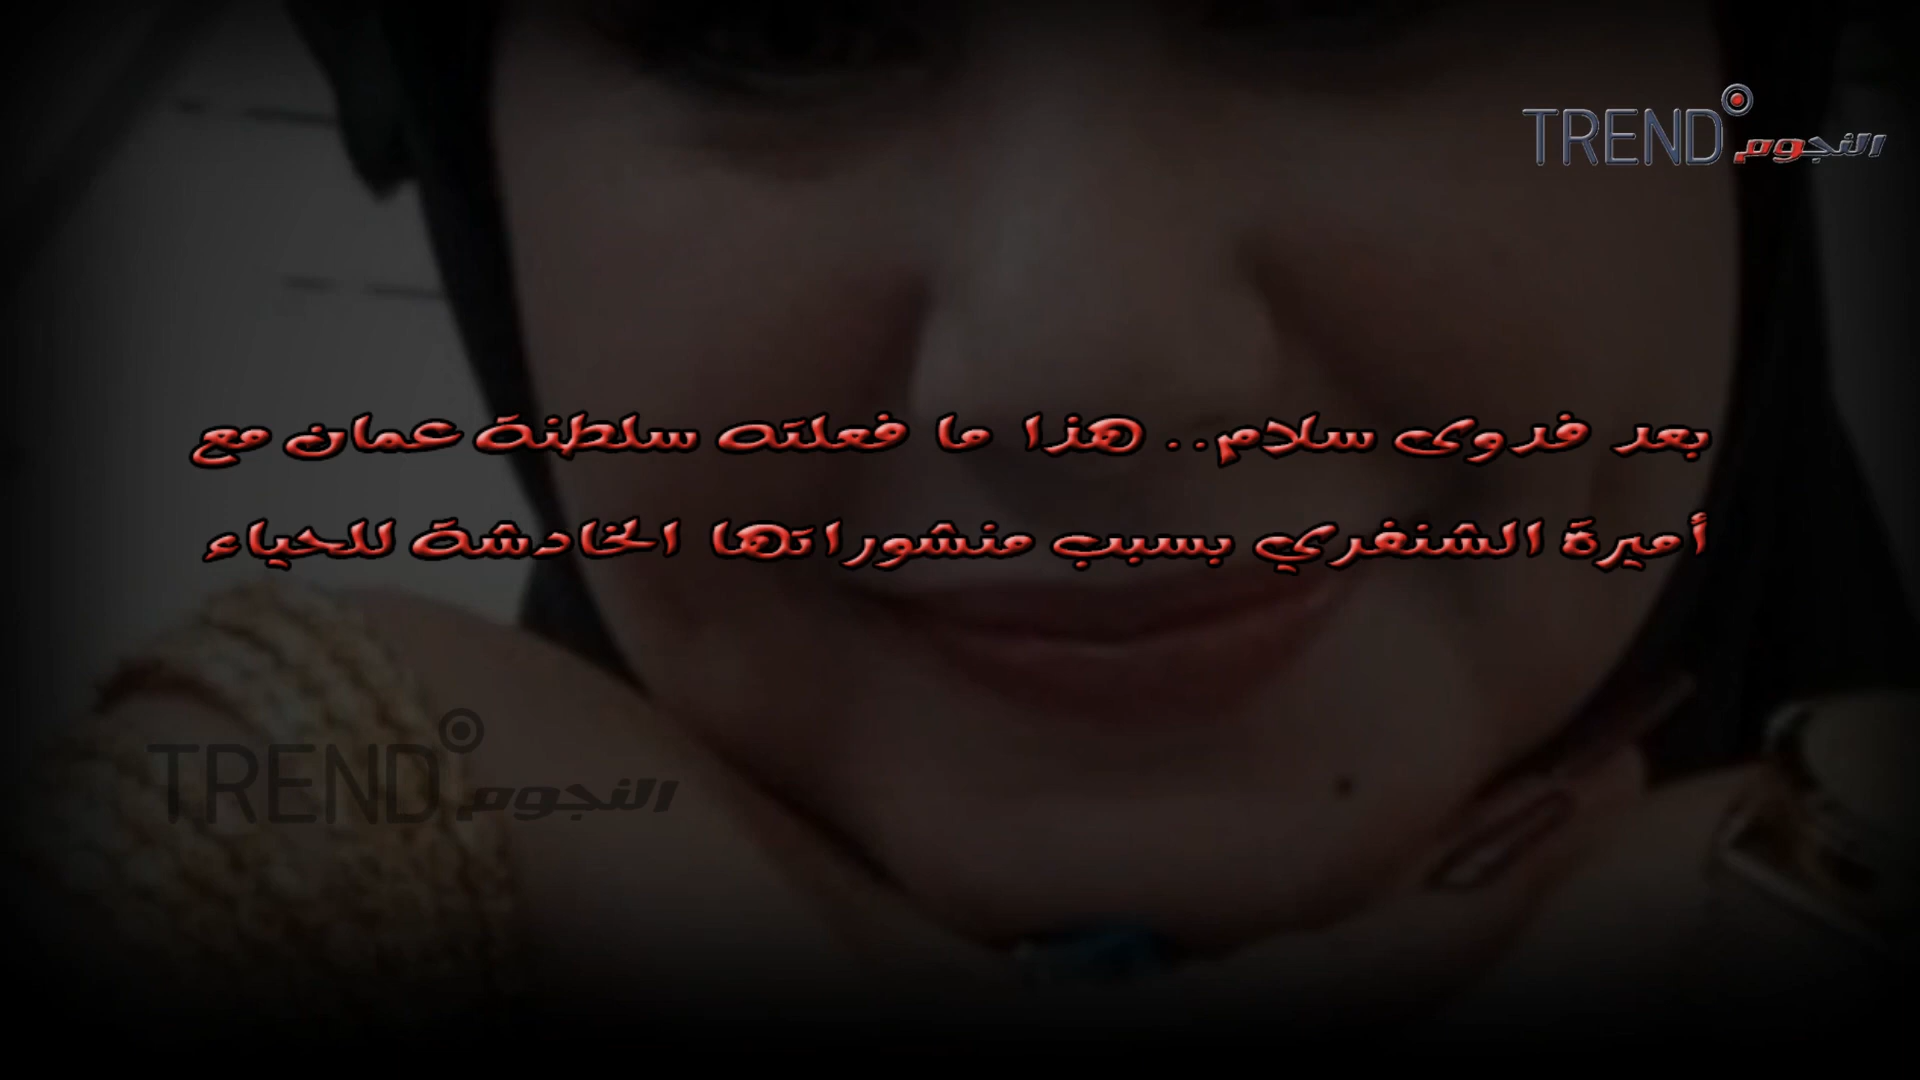 TREND النجوم
بعد فدوى سلام.. هذا ما فعلته سلطنة عمان مع
أميرة الشنفري بسبب منشوراتها الخادشة للحياء
TREND النجوم